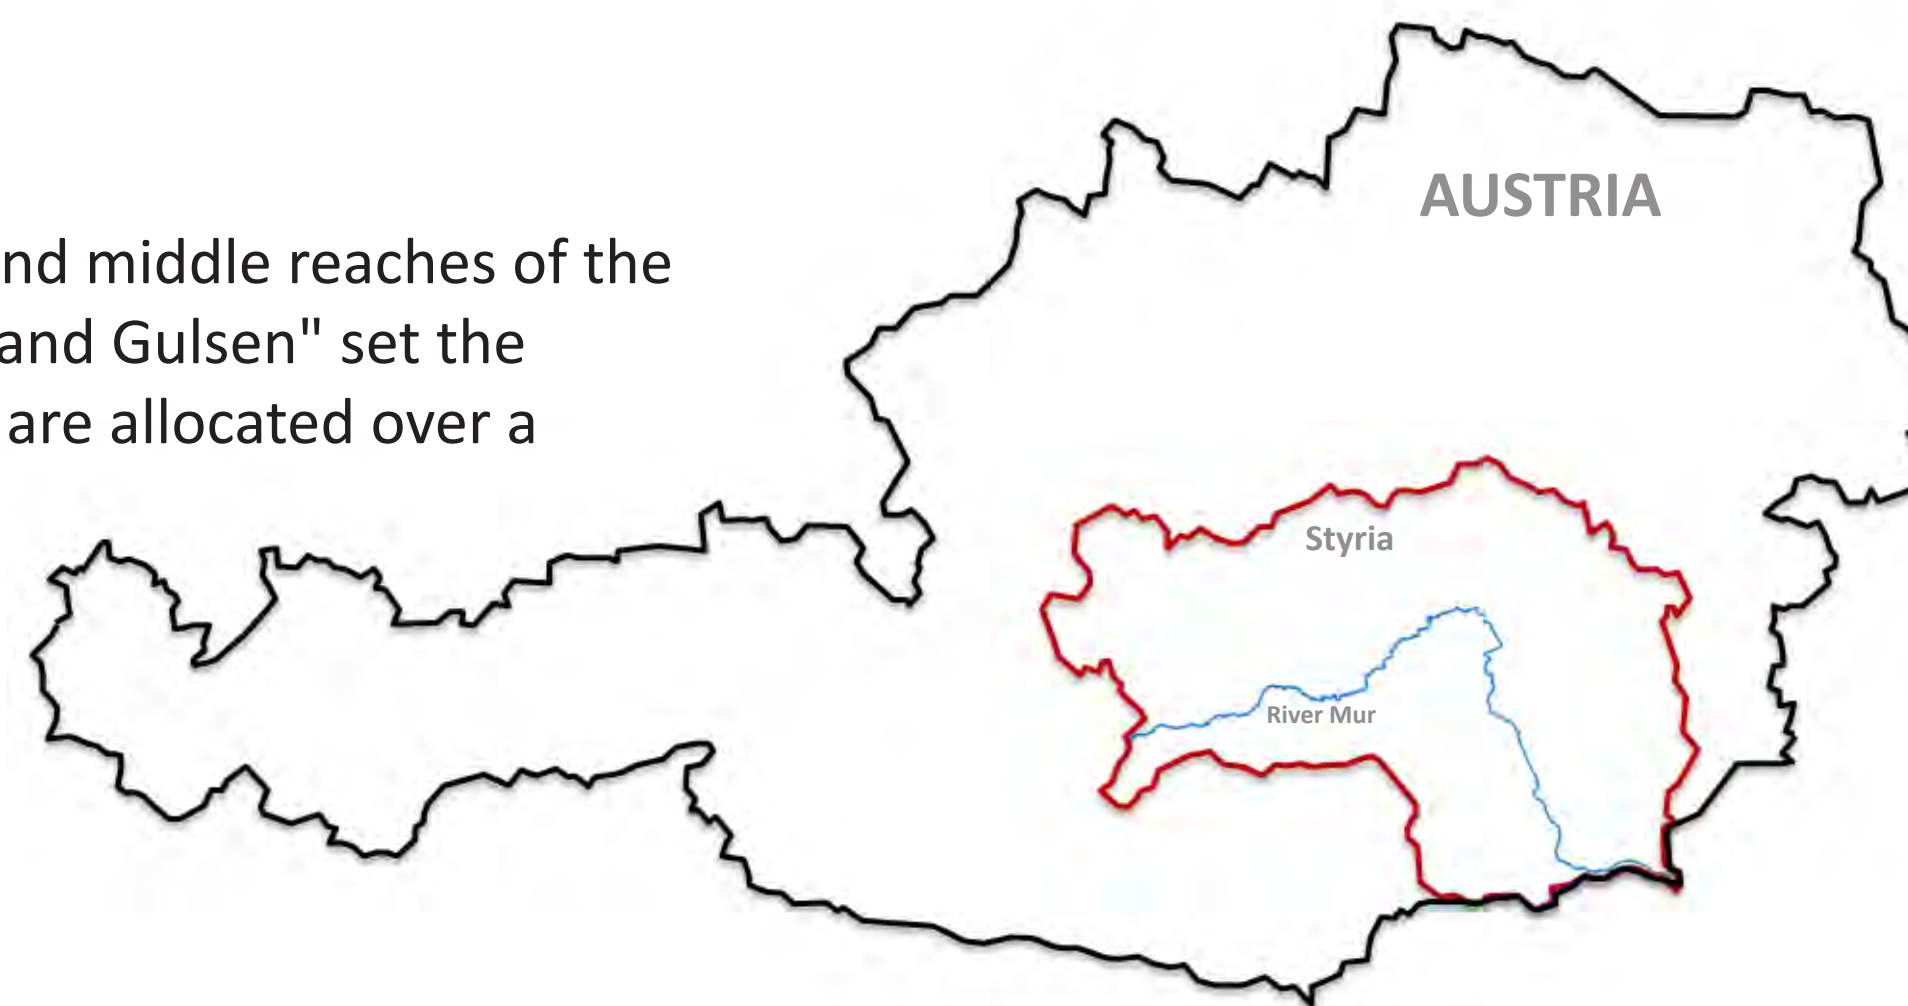 nd middle reaches of the
and Gulsen" set the
are allocated over a
AUSTRIA
Styria
River Mur